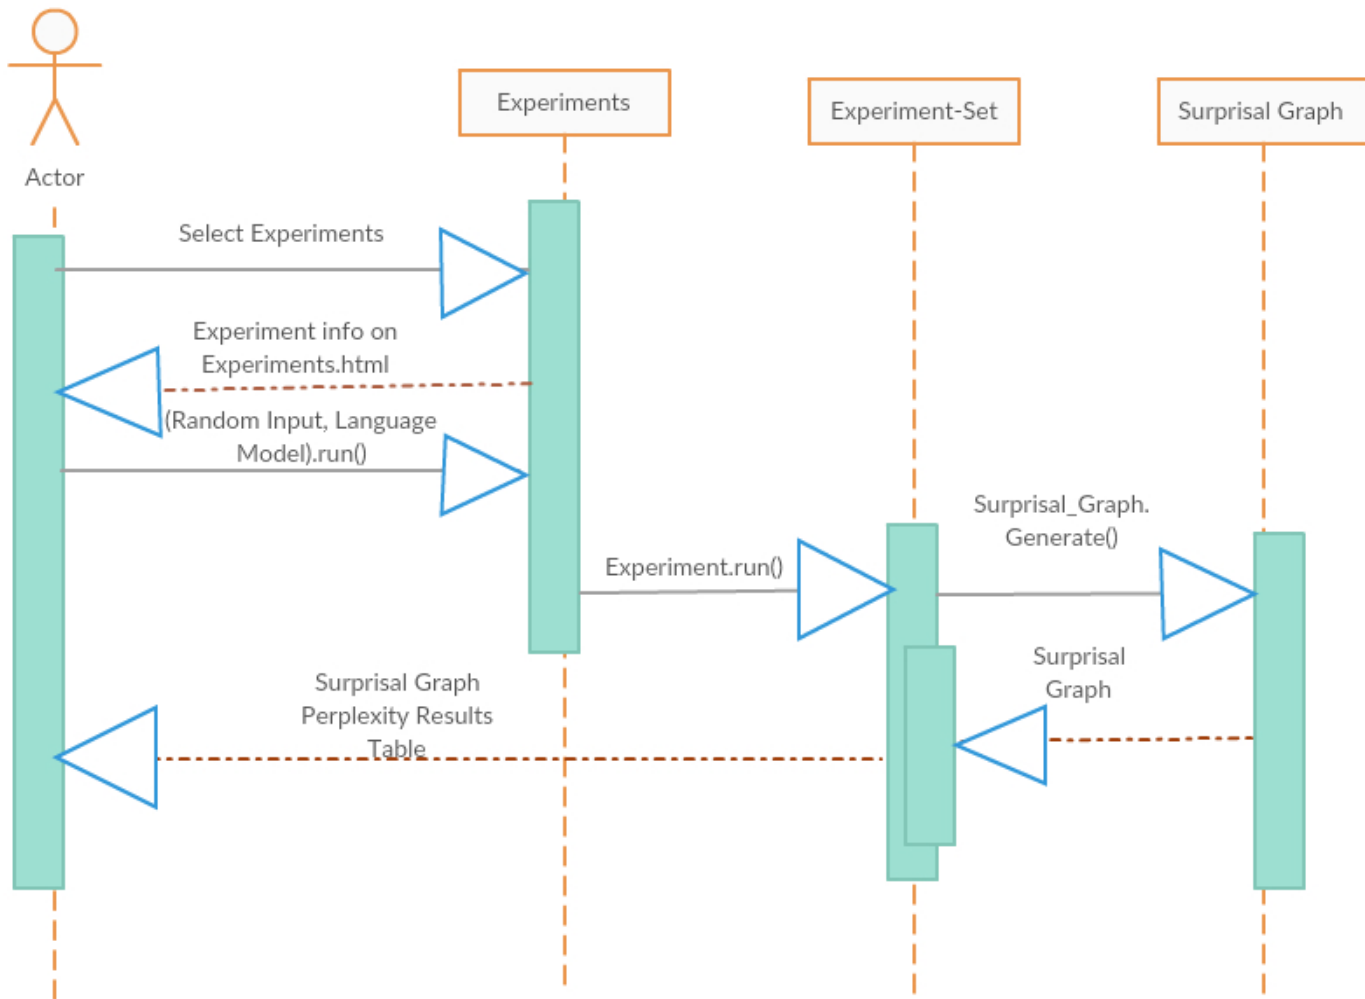 Actor
Experiments
Experiment-Set
Surprisal Graph
Select Experiments
Experiment info on
Experiments.html
(Random Input, Language
Model).run()
Experiment.run()
Surprisal_Graph.
Generate()
Surprisal
Graph
Surprisal Graph
Perplexity Results
Table